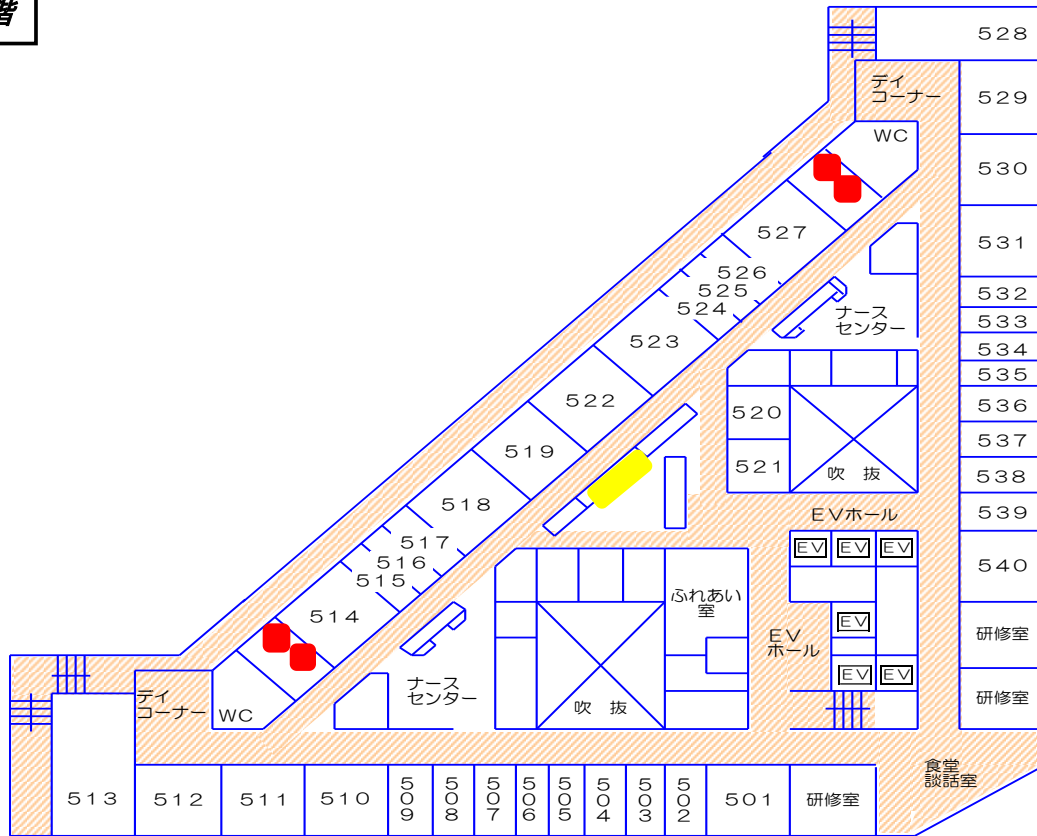 階
528
デイ
コーナー
529
WC
530
527
531
526
525
524
532
ナース
センター
533
523
534
535
522
520
536
537
519
521
吹 抜
538
518
EVホール
539
517
EV
EV
EV
516
540
515
ふれあい
室
514
EV
EV
ホール
研修室
ナース
センター
EV
EV
デイ
コーナー
WC
吹 抜
研修室
食堂
談話室
513
512
511
510
509
508
507
506
505
504
503
502
501
研修室